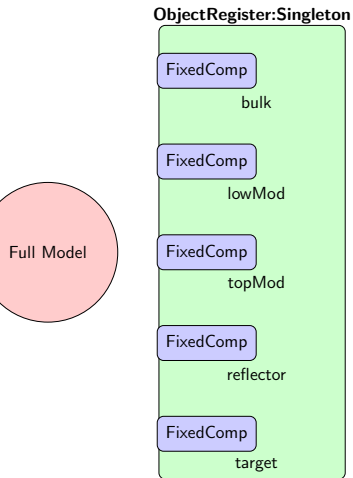 ObjectRegister:Singleton
FixedComp
bulk
FixedComp
lowMod
Full Model
FixedComp
topMod
FixedComp
reflector
FixedComp
target